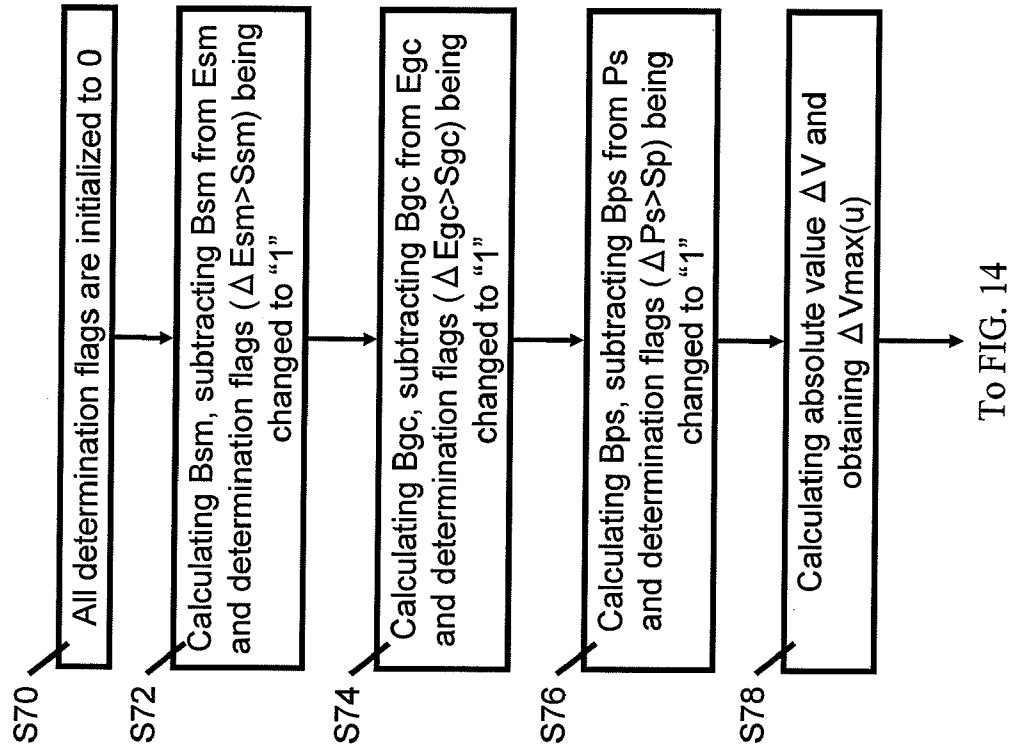 S70
All determination flags are initialized to 0
S72
Calculating Bsm, subtracting Bsm from Esm
and determination flags (ΔEsm>Ssm) being
changed to “1”
S74
Calculating Bgc, subtracting Bgc from Egc
and determination flags (ΔEgc>Sgc) being
changed to “1”
S76
Calculating Bps, subtracting Bps from Ps
and determination flags (ΔPs>Sp) being
changed to “1”
S78
Calculating absolute value ΔV and
obtaining ΔVmax(u)
To FIG. 14